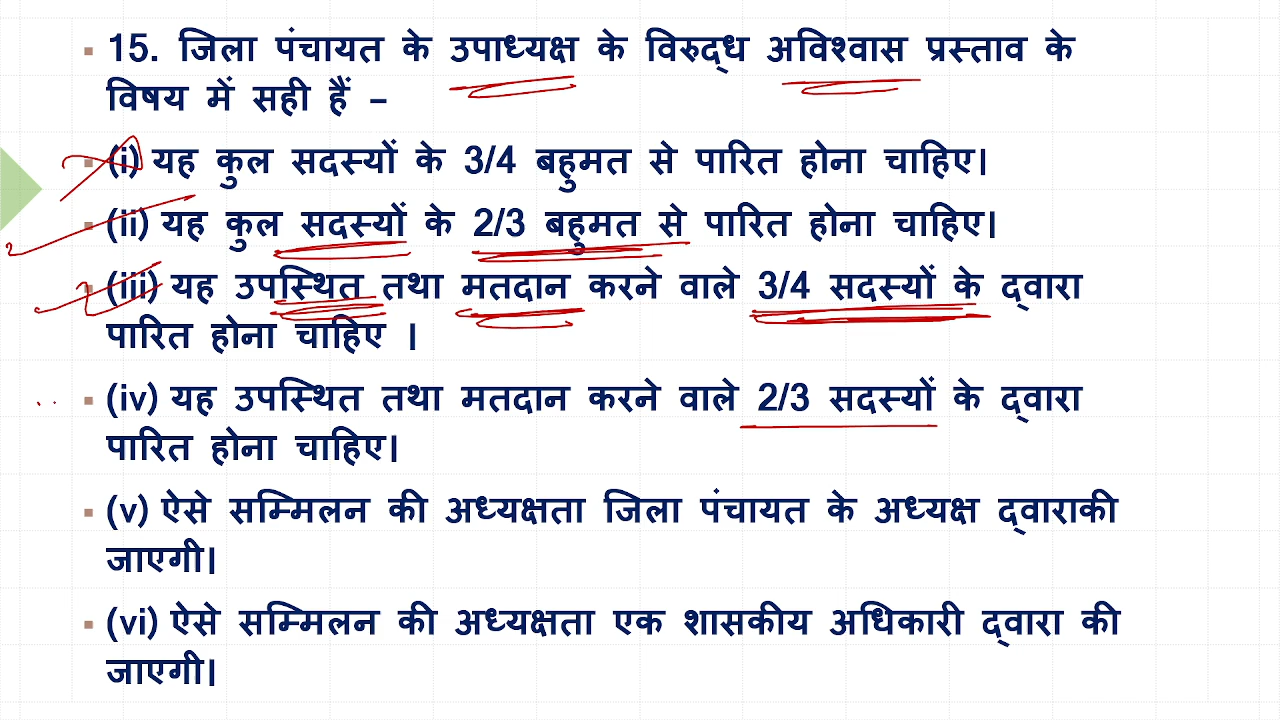 15. जिला पंचायत के उपाध्यक्ष के विरुद्ध अविश्वास प्रस्ताव के
विषय में सही हैं –
(i) यह कुल सदस्यों के 3/4 बहुमत से पारित होना चाहिए।
(ii) यह कुल सदस्यों के 2/3 बहुमत से पारित होना चाहिए।
(iii) यह उपस्थित तथा मतदान करने वाले 3/4 सदस्यों के द्वारा
पारित होना चाहिए ।
(iv) यह उपस्थित तथा मतदान करने वाले 2/3 सदस्यों के द्वारा
पारित होना चाहिए।
(v) ऐसे सम्मिलन की अध्यक्षता जिला पंचायत के अध्यक्ष द्वाराकी
जाएगी।
(vi) ऐसे सम्मिलन की अध्यक्षता एक शासकीय अधिकारी द्वारा की
जाएगी।